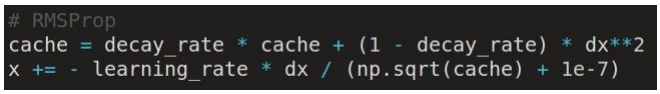 # RMSProp
cache = decay_rate * cache + (1 - decay_rate) * dx**2
x += - learning_rate * dx / (np.sqrt(cache) + 1e-7)